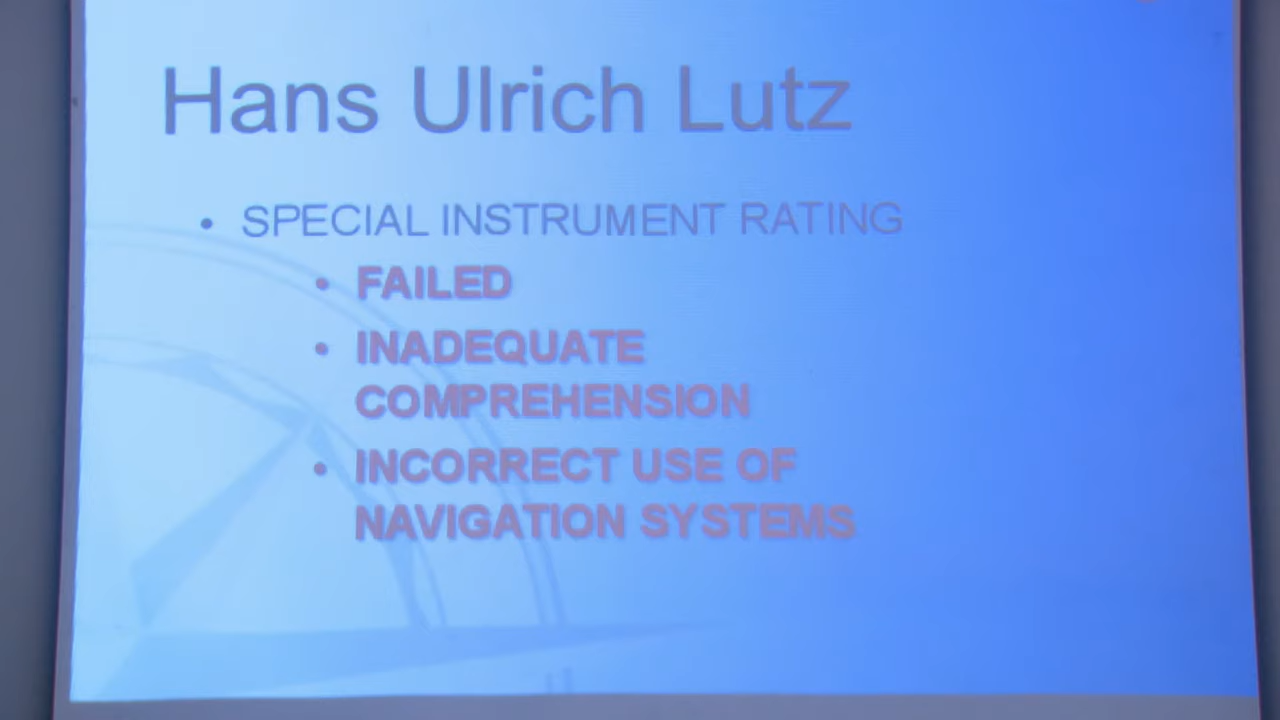 Hans Ulrich Lutz
• SPECIAL INSTRUMENT RATING
• FAILED
• INADEQUATE
COMPREHENSION
• INCORRECT USE OF
NAVIGATION SYSTEMS